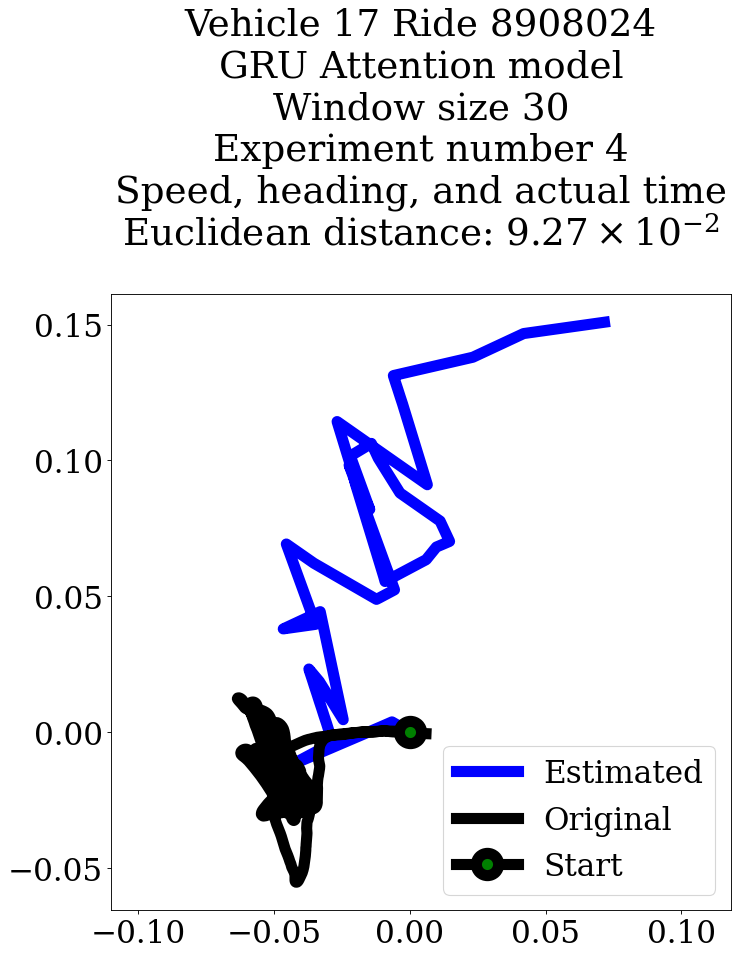 Vehicle 17 Ride 8908024
GRU Attention model
Window size 30
Experiment number 4
Speed, heading, and actual time
Euclidean distance: 9.27 × 10⁻²
0.15
0.10
0.05
0.00
−0.05
−0.10
−0.05
0.00
0.05
0.10
Estimated
Original
Start